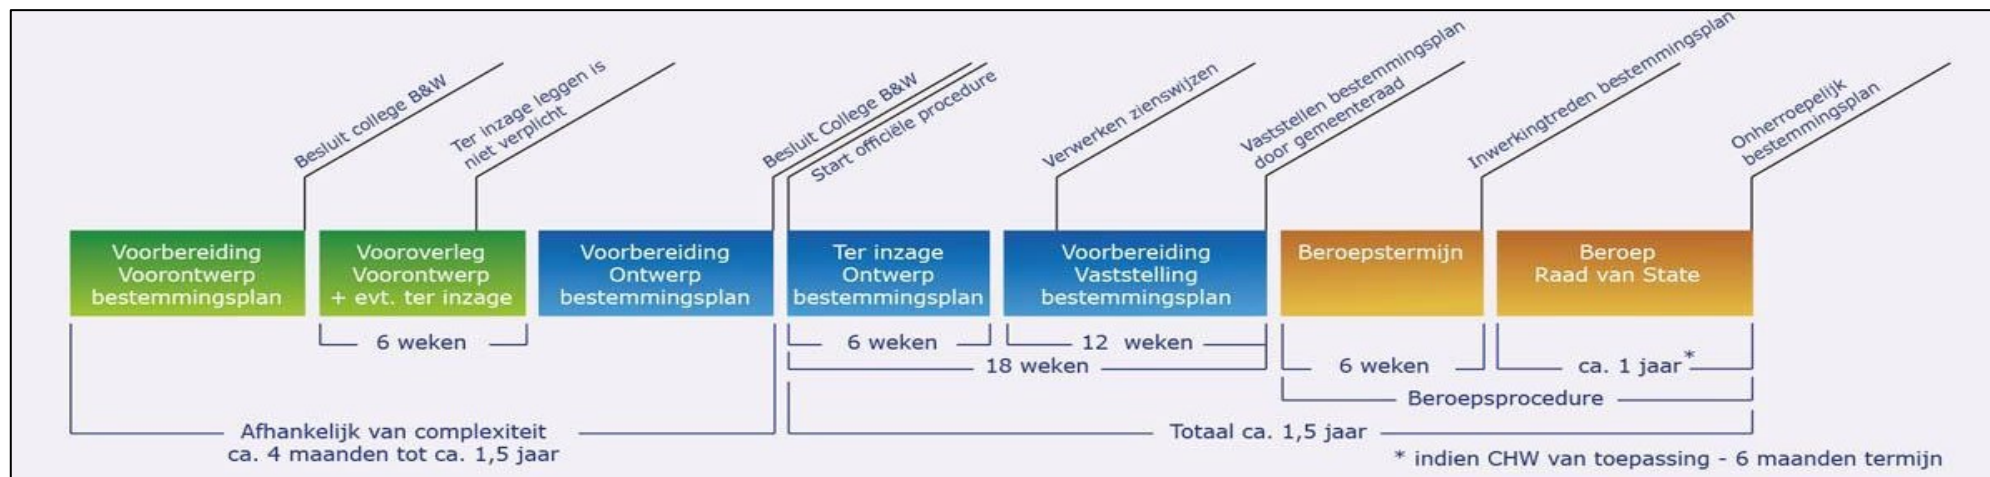 Besluit college B&W
Ter inzage leggen is
niet verplicht
Besluit College B&W
Start officiële procedure
Verwerken zienswijzen
Vaststellen bestemmingsplan
door gemeenteraad
Inwerkingtreden bestemmingsplan
Onherroepelijk
bestemmingsplan
Voorbereiding
Voorontwerp
bestemmingsplan
Vooroverleg
Voorontwerp
+ evt. ter inzage
Voorbereiding
Ontwerp
bestemmingsplan
Ter inzage
Ontwerp
bestemmingsplan
Voorbereiding
Vaststelling
bestemmingsplan
Beroepstermijn
Beroep
Raad van State
6 weken
6 weken
12 weken
18 weken
6 weken
ca. 1 jaar*
Beroepsprocedure
Afhankelijk van complexiteit
ca. 4 maanden tot ca. 1,5 jaar
Totaal ca. 1,5 jaar
* indien CHW van toepassing - 6 maanden termijn